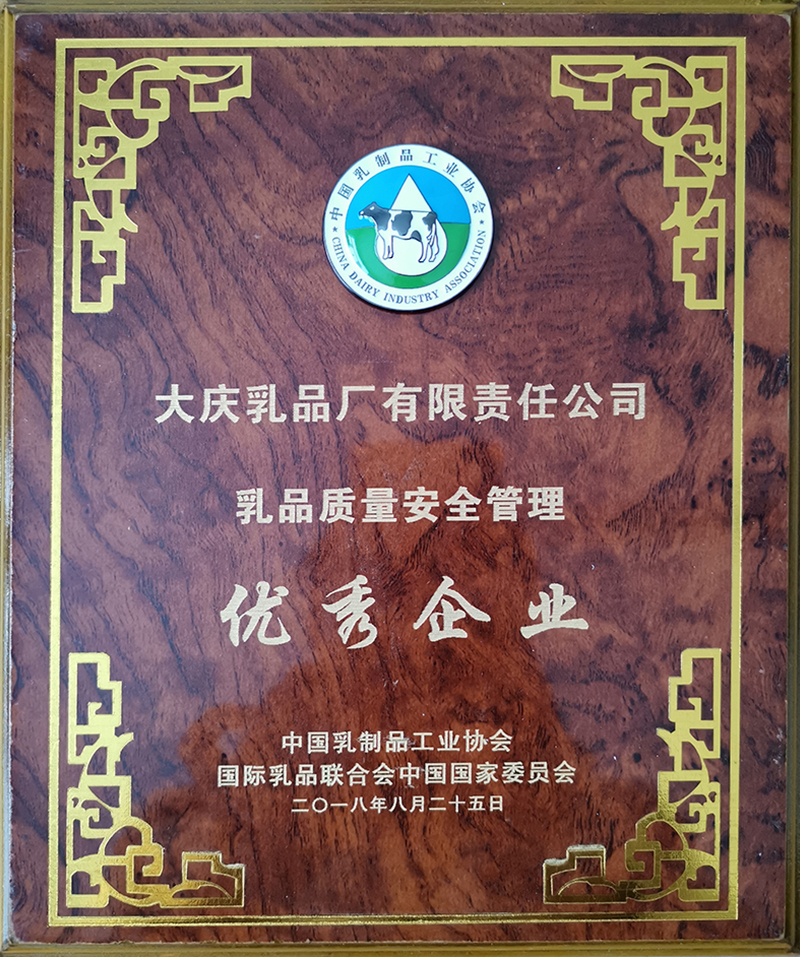 中国乳制品工业协会
CHINA DAIRY INDUSTRY ASSOCIATION
大庆乳品厂有限责任公司
乳品质量安全管理
优秀企业
中国乳制品工业协会
国际乳品联合会中国国家委员会
二〇一八年八月二十五日